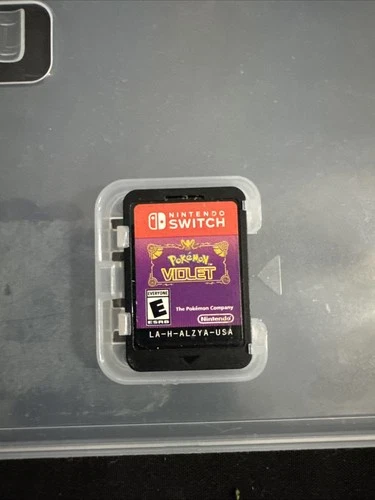 NINTENDO
SWITCH
POKéMON
VIOLET
EVERYONE
E
ESRB
The Pokémon Company
Nintendo
LA-H-ALZYA-USA